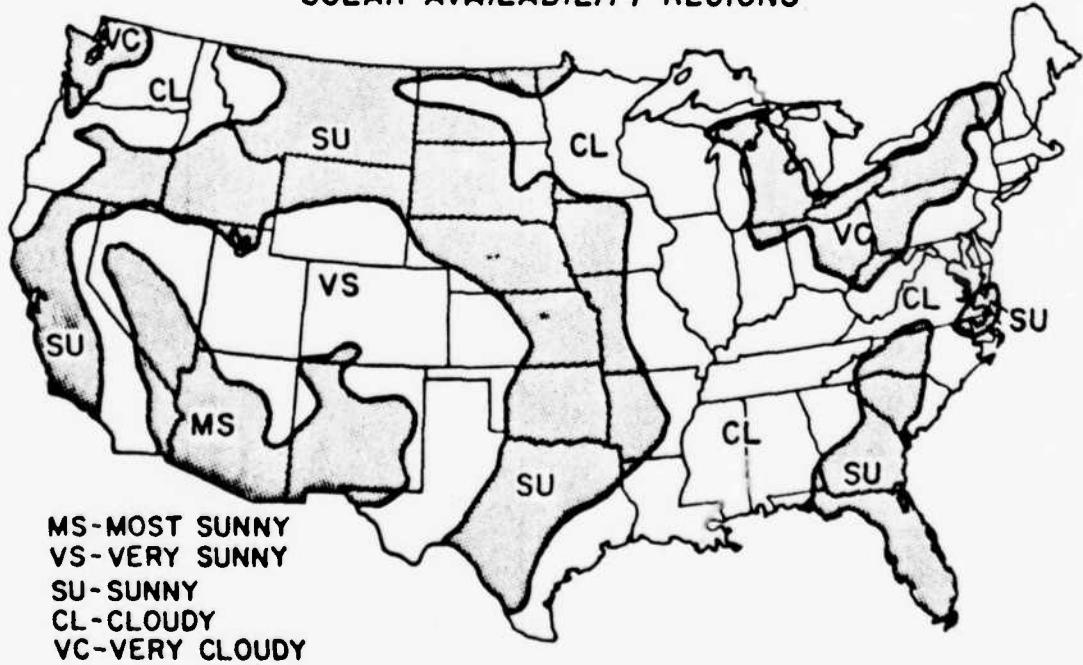 SOLAR AVAILABILITY REGIONS
VC
CL
SU
CL
VC
VS
CL
SU
SU
MS
CL
SU
SU
MS-MOST SUNNY
VS-VERY SUNNY
SU-SUNNY
CL-CLOUDY
VC-VERY CLOUDY